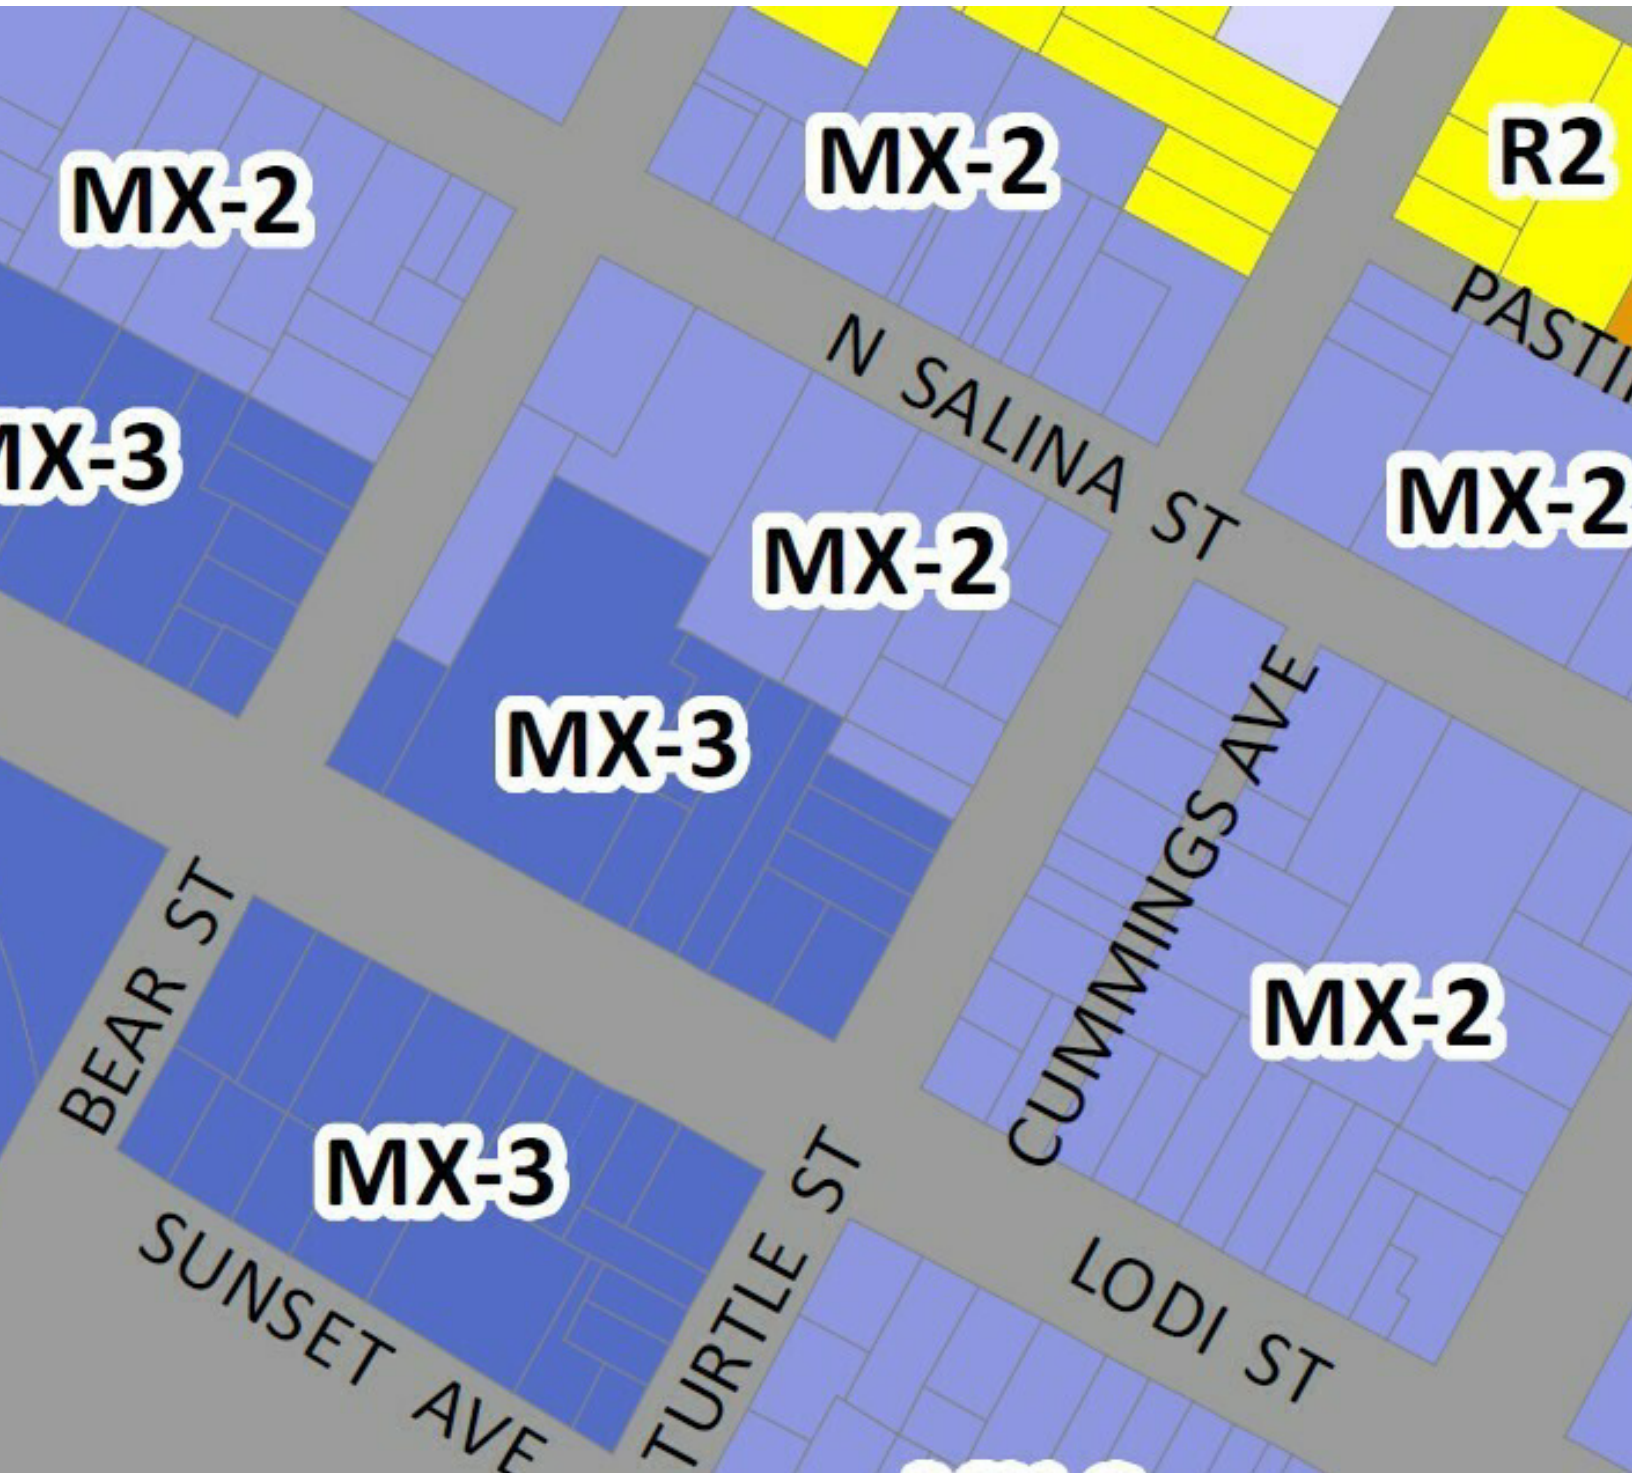 MX-2
MX-2
R2
PASTI
N SALINA ST
MX-3
MX-2
MX-2
MX-3
CUMMINGS AVE
BEAR ST
MX-2
MX-3
TURTLE ST
SUNSET AVE
LODI ST